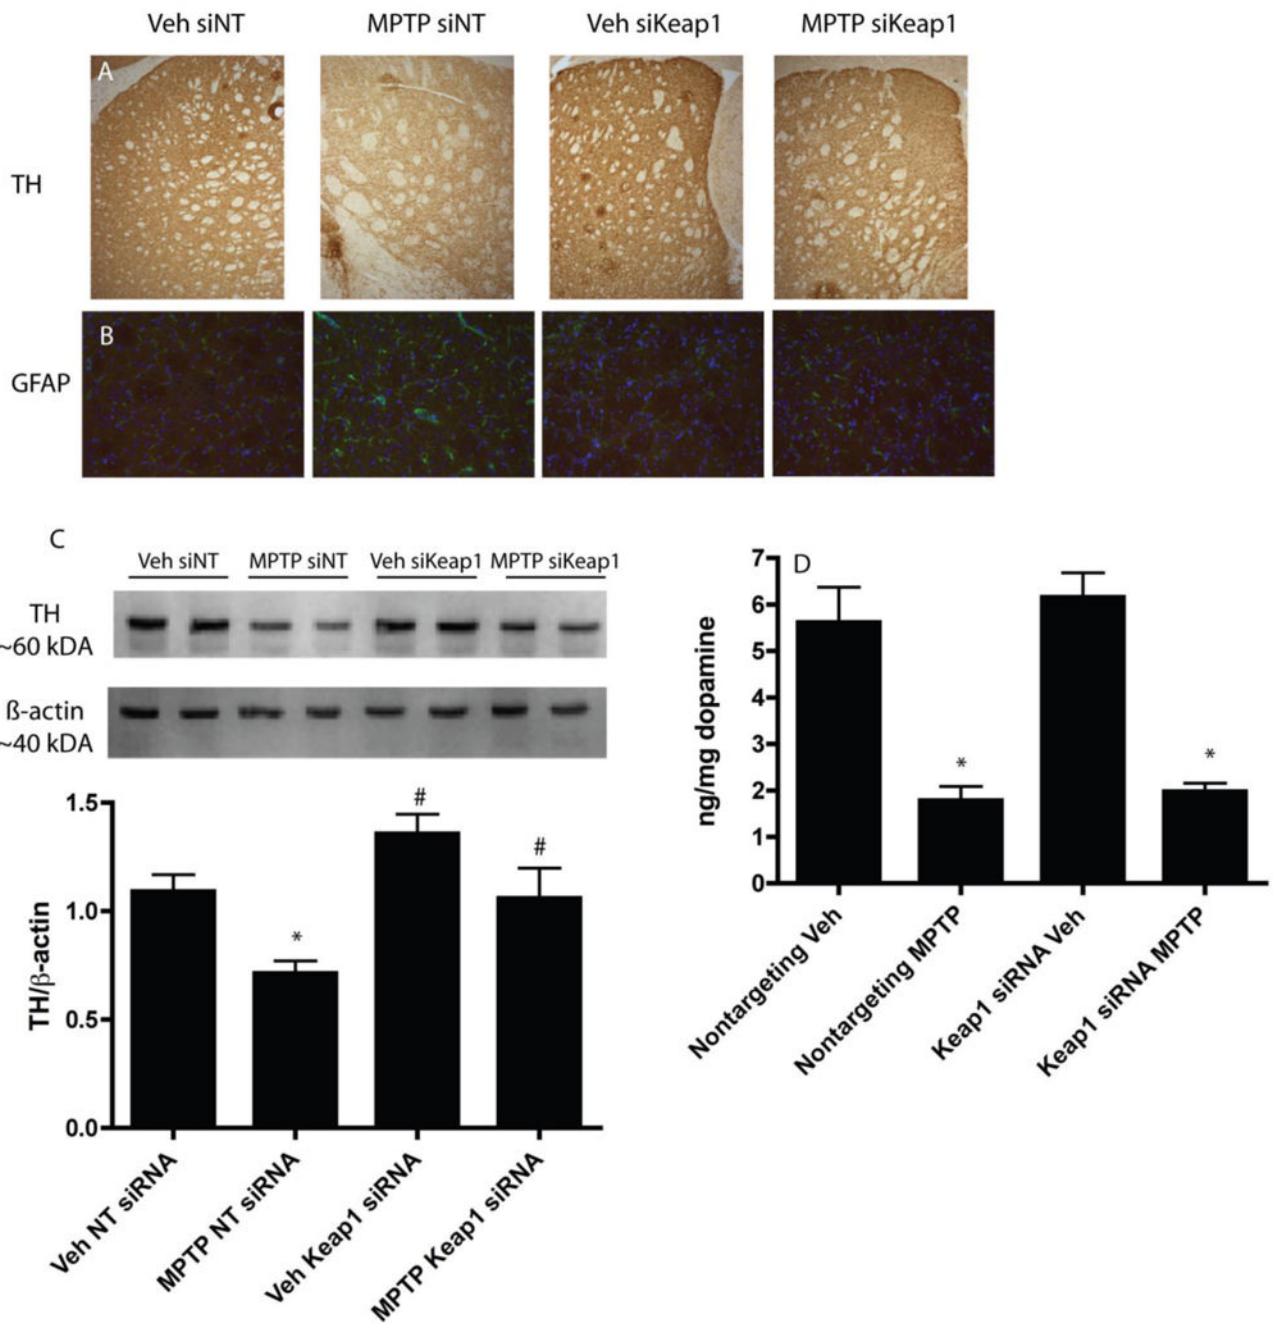 Veh siNT MPTP siNT Veh siKeap1 MPTP siKeap1
A
TH
B
GFAP
C
Veh siNT MPTP siNT Veh siKeap1 MPTP siKeap1
TH
~60 kDA
ß-actin
~40 kDA
1.5
1.0
0.5
0.0
TH/β-actin
*
#
#
Veh NT siRNA
MPTP NT siRNA
Veh Keap1 siRNA
MPTP Keap1 siRNA
D
7
6
5
4
3
2
1
0
ng/mg dopamine
*
*
Nontargeting Veh
Nontargeting MPTP
Keap1 siRNA Veh
Keap1 siRNA MPTP